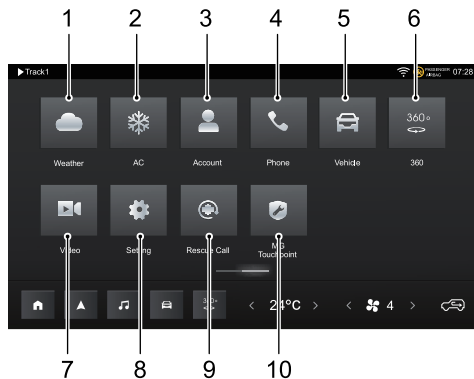 1 2 3 4 5 6
Track1 PASSENGER AIRBAG 07:28
360°
Weather AC Account Phone Vehicle 360
Video Setting Rescue Call MG Touchpoint
360° < 24°C > < 4 >
7 8 9 10